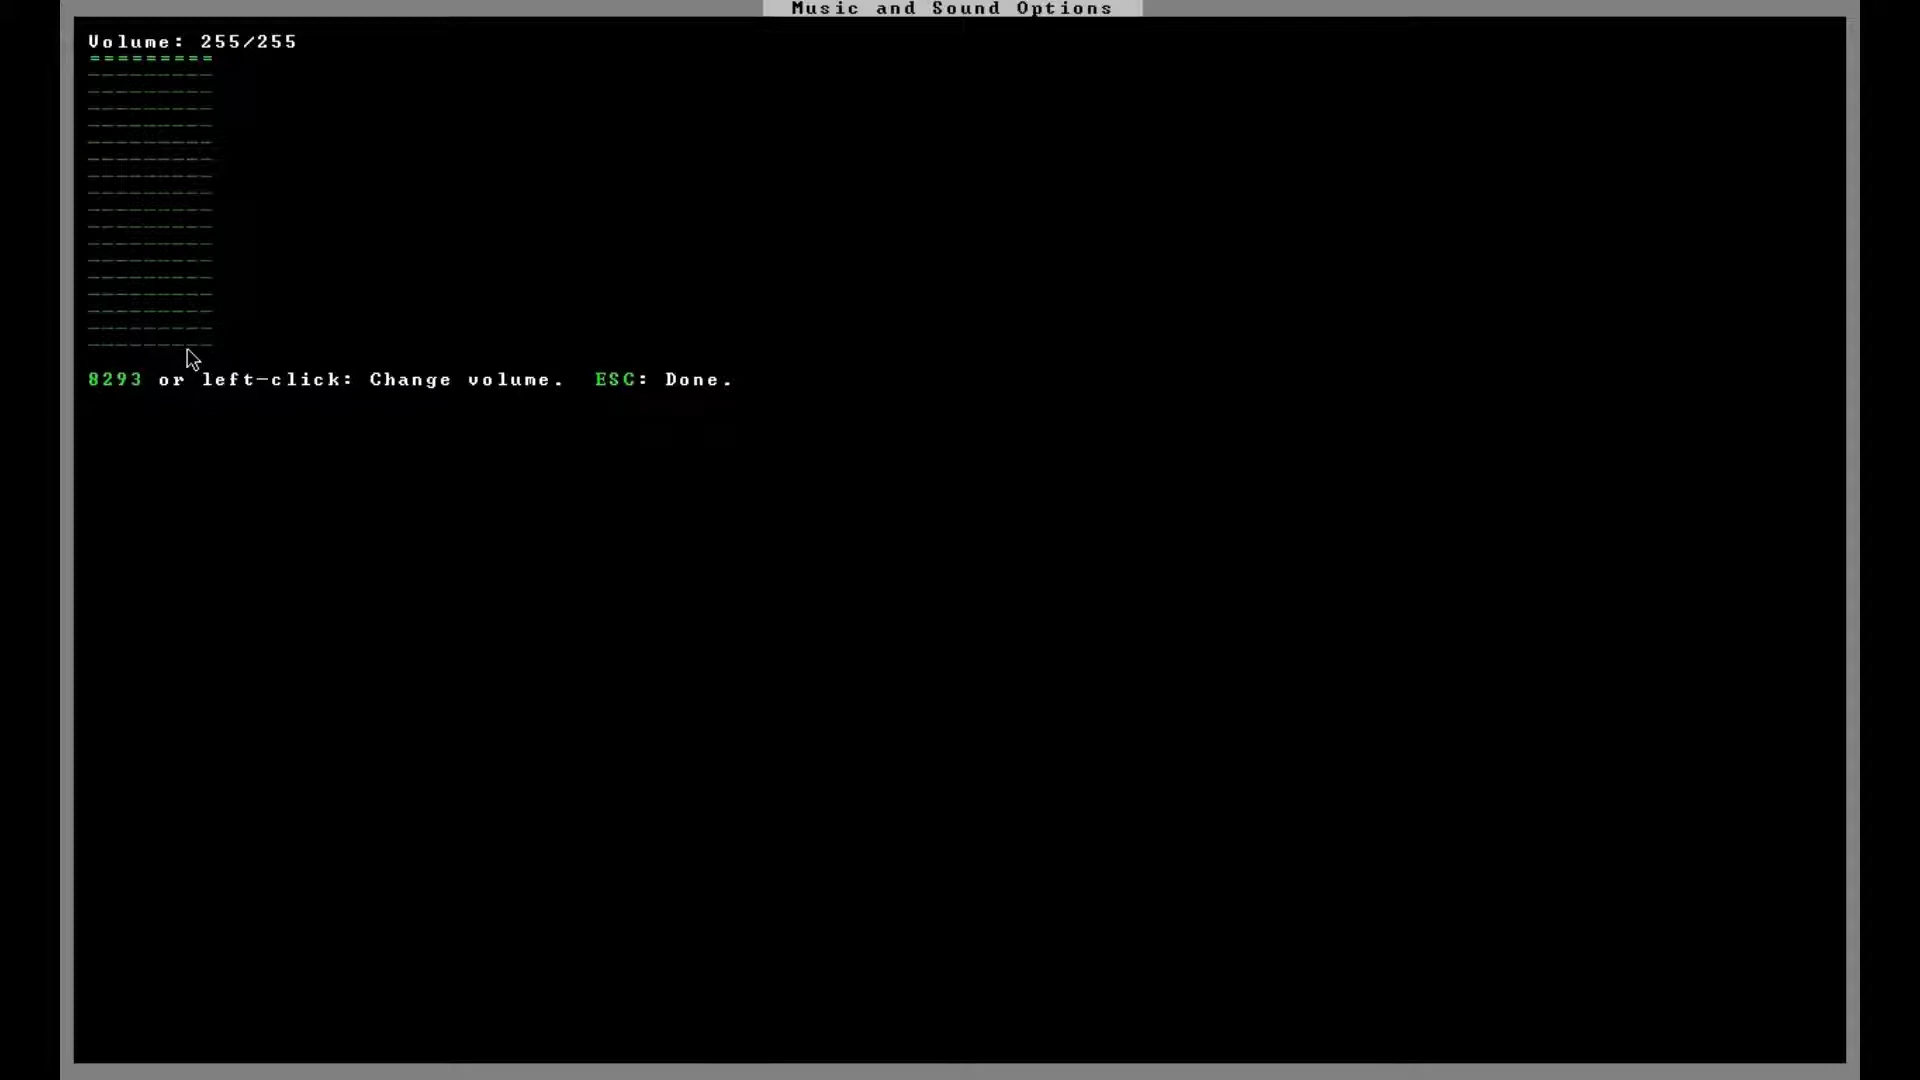 Music and Sound Options
Volume: 255/255
=========
8293 or left-click: Change volume.  ESC: Done.